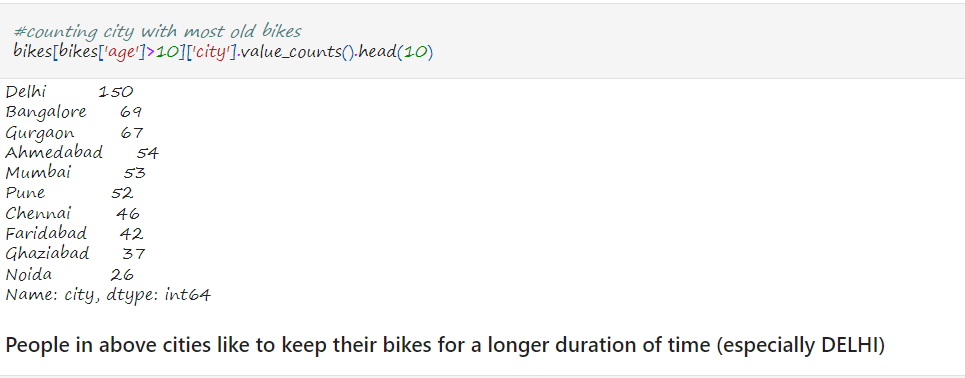 #counting city with most old bikes
bikes[bikes['age']>10]['city'].value_counts().head(10)
Delhi 150
Bangalore 69
Gurgaon 67
Ahmedabad 54
Mumbai 53
Pune 52
Chennai 46
Faridabad 42
Ghaziabad 37
Noida 26
Name: city, dtype: int64
People in above cities like to keep their bikes for a longer duration of time (especially DELHI)